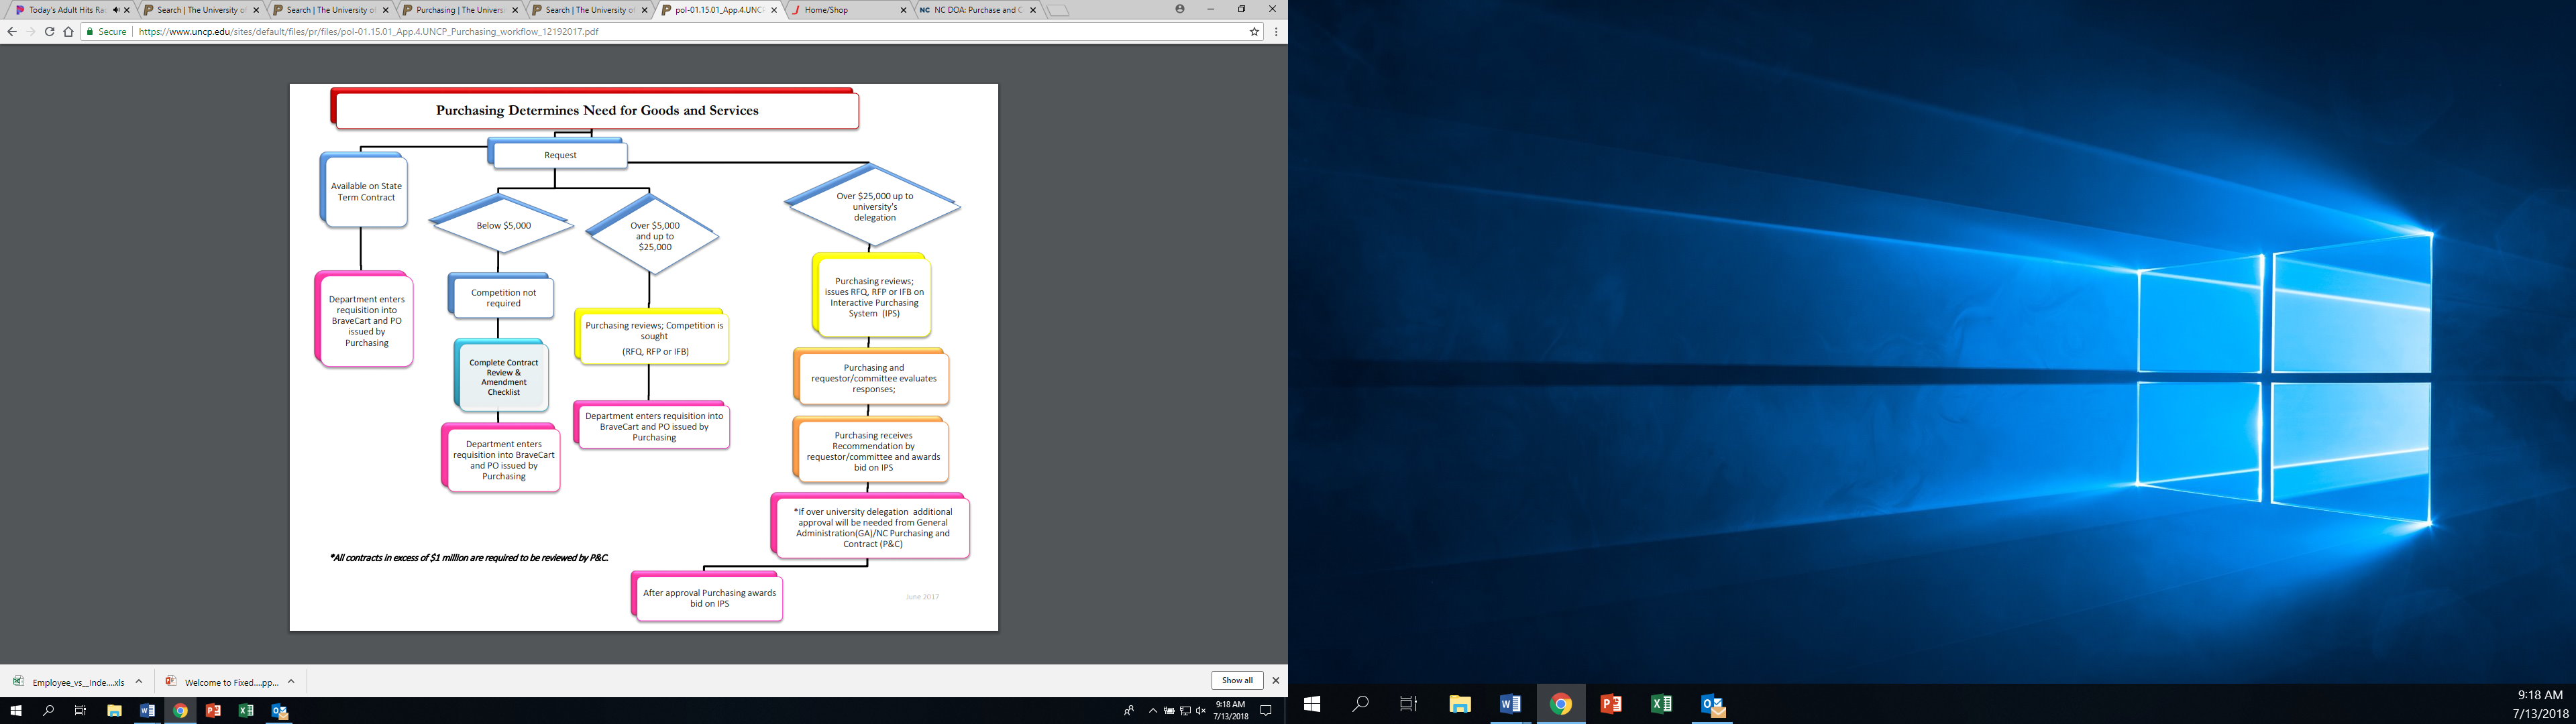 Today's Adult Hits Ra
Search | The University of
Search | The University of
Purchasing | The Universi
Search | The University of
pol-01.15.01_App.4.UNCP
Home/Shop
NC DOA: Purchase and C
Secure
https://www.uncp.edu/sites/default/files/pr/files/pol-01.15.01_App.4.UNCP_Purchasing_workflow_12192017.pdf
Purchasing Determines Need for Goods and Services
Request
Available on State
Term Contract
Department enters
requisition into
BraveCart and PO
issued by
Purchasing
Below $5,000
Competition not
required
Complete Contract
Review &
Amendment
Checklist
Department enters
requisition into BraveCart
and PO issued by
Purchasing
Over $5,000
and up to
$25,000
Purchasing reviews; Competition is
sought
(RFQ, RFP or IFB)
Department enters requisition into
BraveCart and PO issued by
Purchasing
Over $25,000 up to
university's
delegation
Purchasing reviews;
issues RFQ, RFP or IFB on
Interactive Purchasing
System (IPS)
Purchasing and
requestor/committee evaluates
responses;
Purchasing receives
Recommendation by
requestor/committee and awards
bid on IPS
*If over university delegation additional
approval will be needed from General
Administration(GA)/NC Purchasing and
Contract (P&C)
After approval Purchasing awards
bid on IPS
*All contracts in excess of $1 million are required to be reviewed by P&C.
June 2017
Employee_vs__Inde....xls
Welcome to Fixed....pp...
Show all
9:18 AM
7/13/2018
9:18 AM
7/13/2018